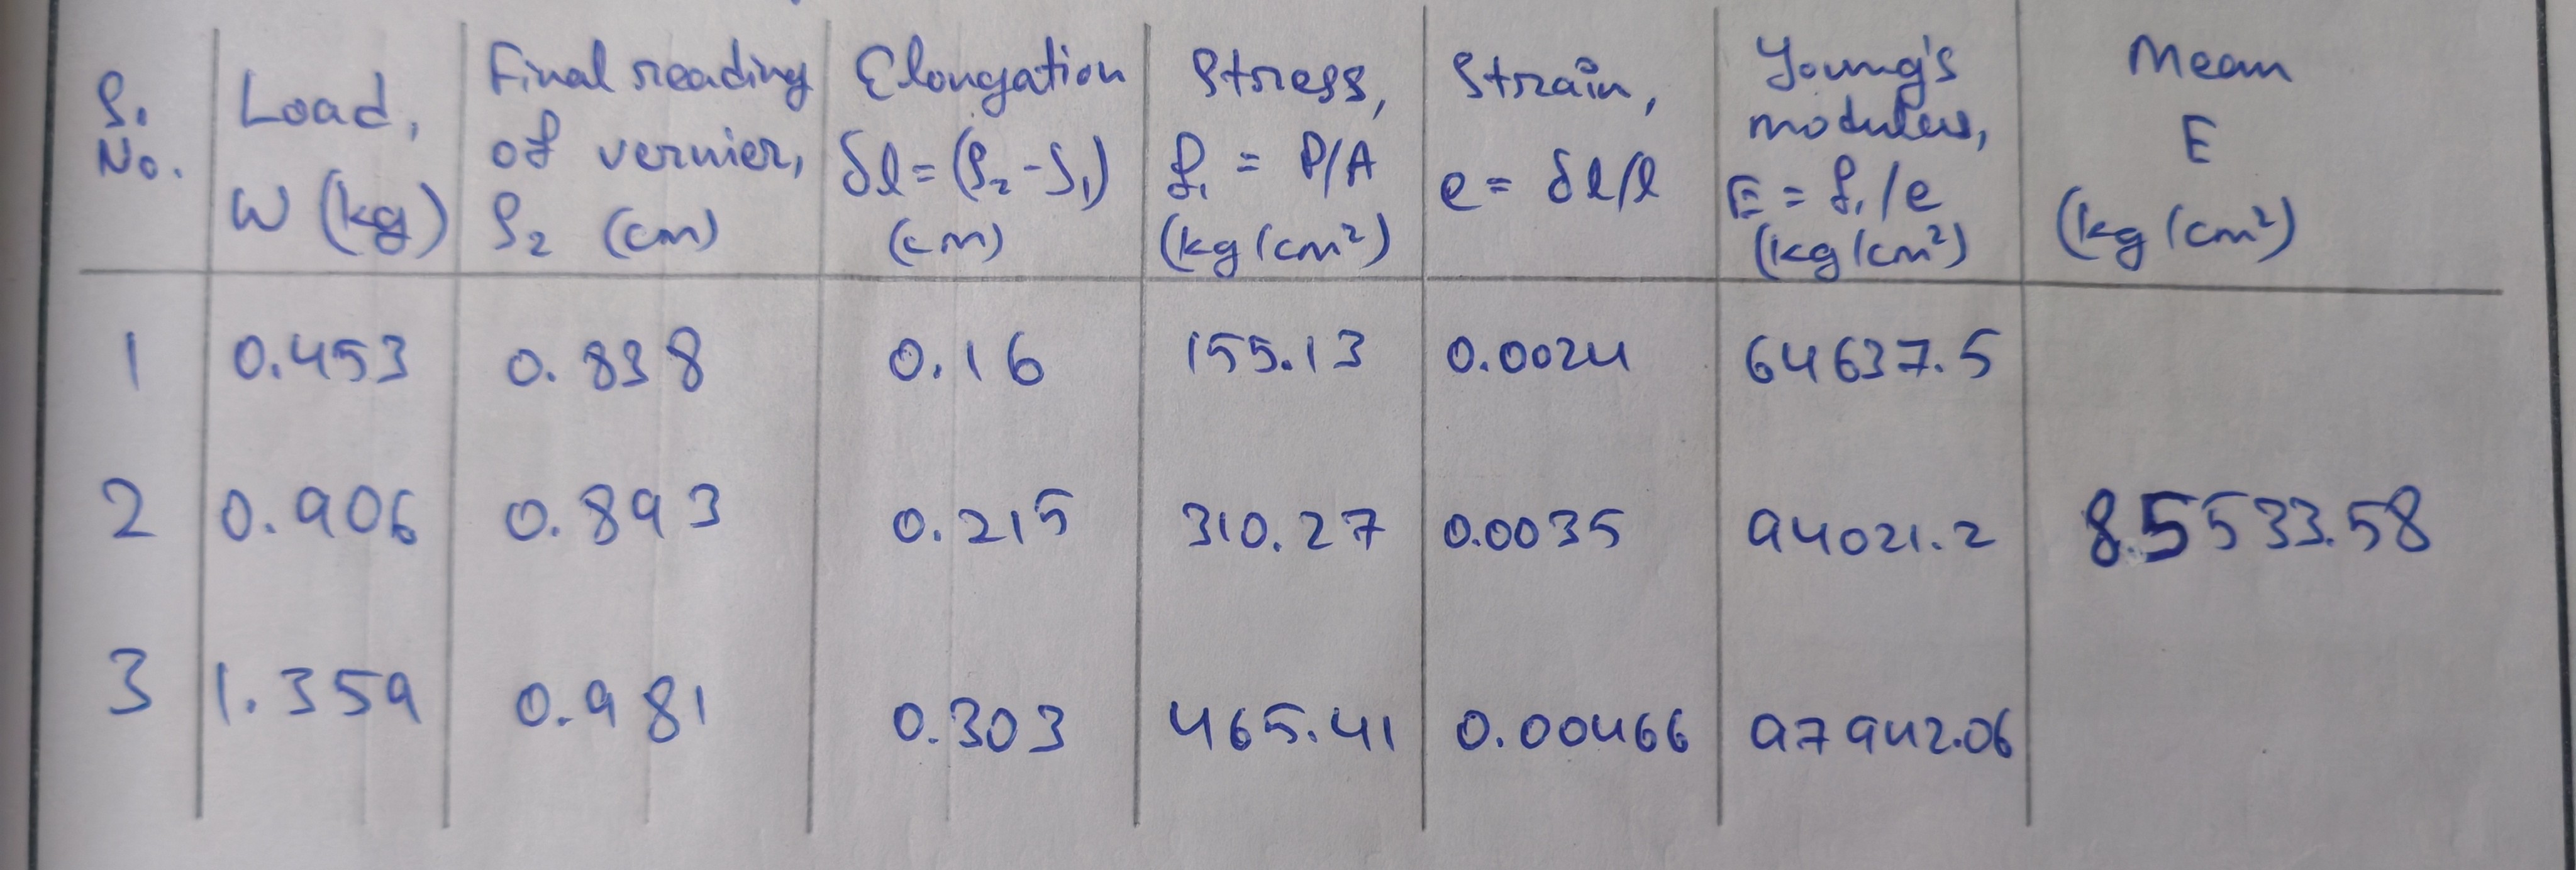 S. No. | Load, W (kg) | Final reading of vernier, S₂ (cm) | Elongation δl = (S₂-S₁) (cm) | Stress, f₁ = P/A (kg/cm²) | Strain, e = δl/l | Young's modulus, E = f₁/e (kg/cm²) | Mean E (kg/cm²)
1 | 0.453 | 0.838 | 0.16 | 155.13 | 0.0024 | 64637.5 |
2 | 0.906 | 0.893 | 0.215 | 310.27 | 0.0035 | 94021.2 | 8.5533.58
3 | 1.359 | 0.981 | 0.303 | 465.41 | 0.00466 | 97942.06 |